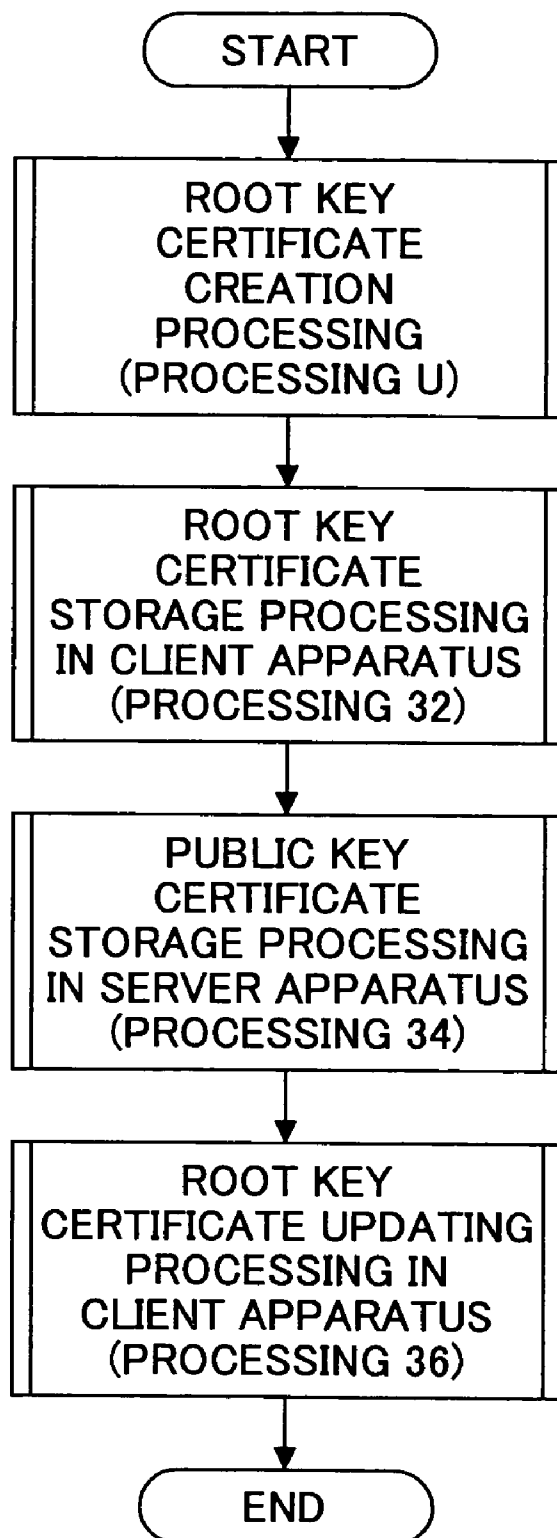 START
ROOT KEY
CERTIFICATE
CREATION
PROCESSING
(PROCESSING U)
ROOT KEY
CERTIFICATE
STORAGE PROCESSING
IN CLIENT APPARATUS
(PROCESSING 32)
PUBLIC KEY
CERTIFICATE
STORAGE PROCESSING
IN SERVER APPARATUS
(PROCESSING 34)
ROOT KEY
CERTIFICATE UPDATING
PROCESSING IN
CLIENT APPARATUS
(PROCESSING 36)
END